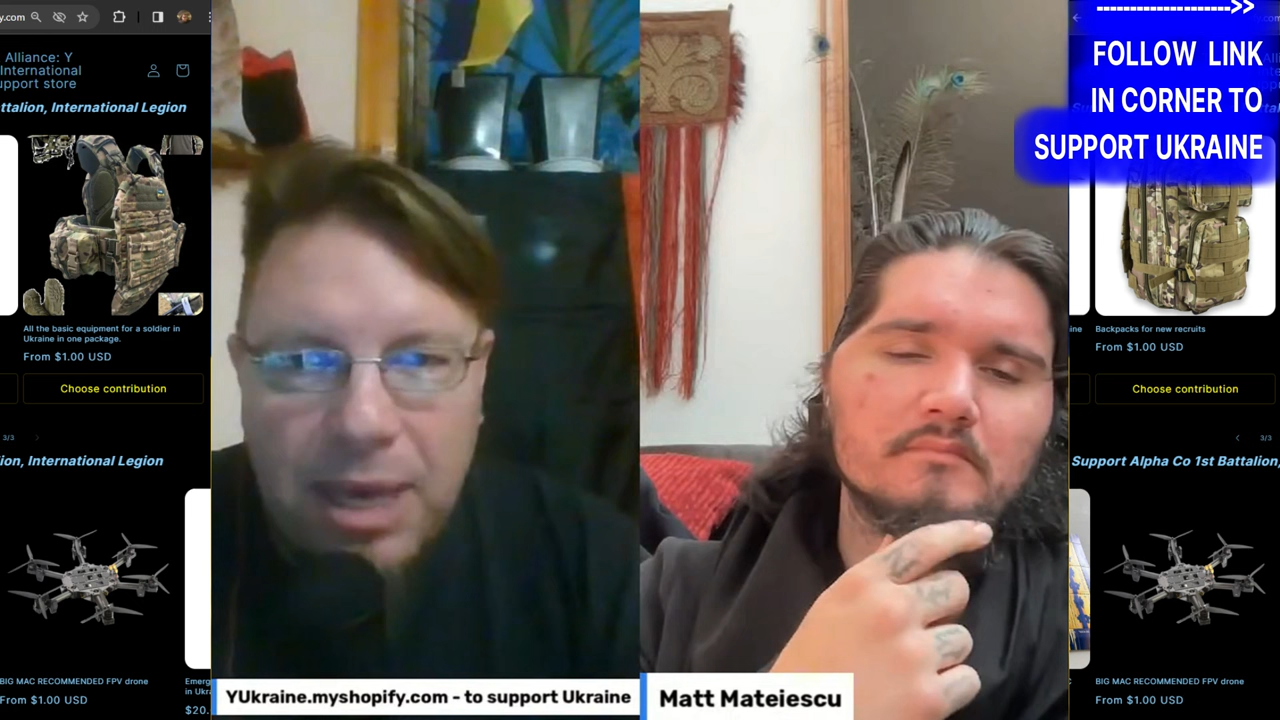 y.com
Alliance: Y
International
upport store
ttalion, International Legion
All the basic equipment for a soldier in
Ukraine in one package.
From $1.00 USD
Choose contribution
3/3
ion, International Legion
BIG MAC RECOMMENDED FPV drone
From $1.00 USD
Emerg
in Ukra
$20.
YUkraine.myshopify.com - to support Ukraine
Matt Mateiescu
-------------------->>
FOLLOW LINK
IN CORNER TO
SUPPORT UKRAINE
Backpacks for new recruits
From $1.00 USD
Choose contribution
3/3
Support Alpha Co 1st Battalion,
BIG MAC RECOMMENDED FPV drone
From $1.00 USD